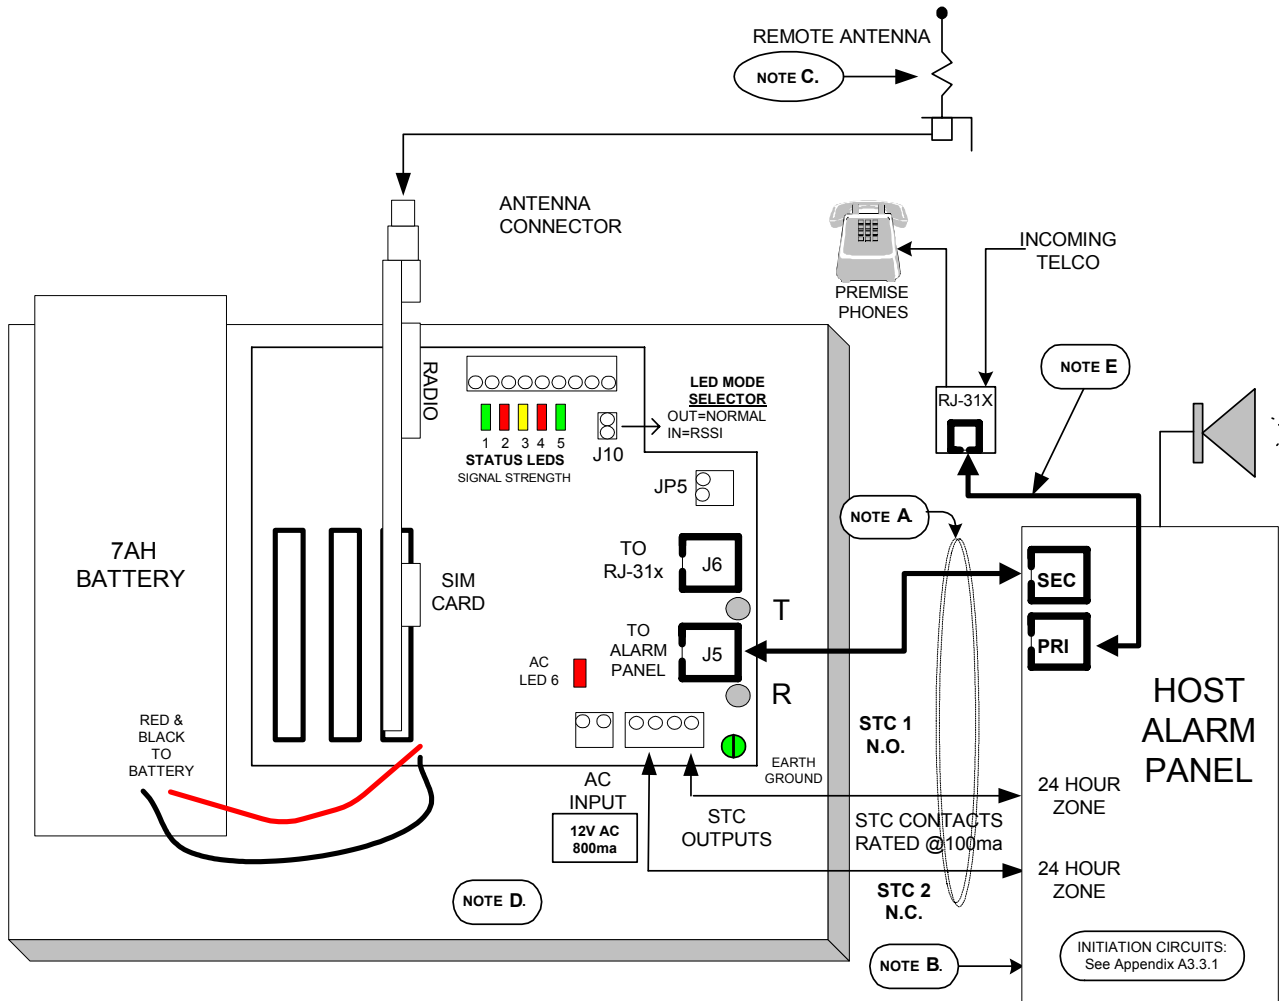 REMOTE ANTENNA
NOTE C.
ANTENNA
CONNECTOR
INCOMING
TELCO
PREMISE
PHONES
RADIO
LED MODE
SELECTOR
OUT=NORMAL
IN=RSSI
1 2 3 4 5
STATUS LEDS
SIGNAL STRENGTH
J10
NOTE E
RJ-31X
JP5
NOTE A.
7AH
BATTERY
TO
RJ-31x
J6
SIM
CARD
T
SEC
TO
ALARM
PANEL
J5
PRI
AC
LED 6
R
HOST
ALARM
PANEL
RED &
BLACK
TO
BATTERY
STC 1
N.O.
EARTH
GROUND
AC
INPUT
12V AC
800ma
STC
OUTPUTS
STC CONTACTS
RATED @100ma
24 HOUR
ZONE
24 HOUR
ZONE
STC 2
N.C.
NOTE D.
NOTE B.
INITIATION CIRCUITS:
See Appendix A3.3.1